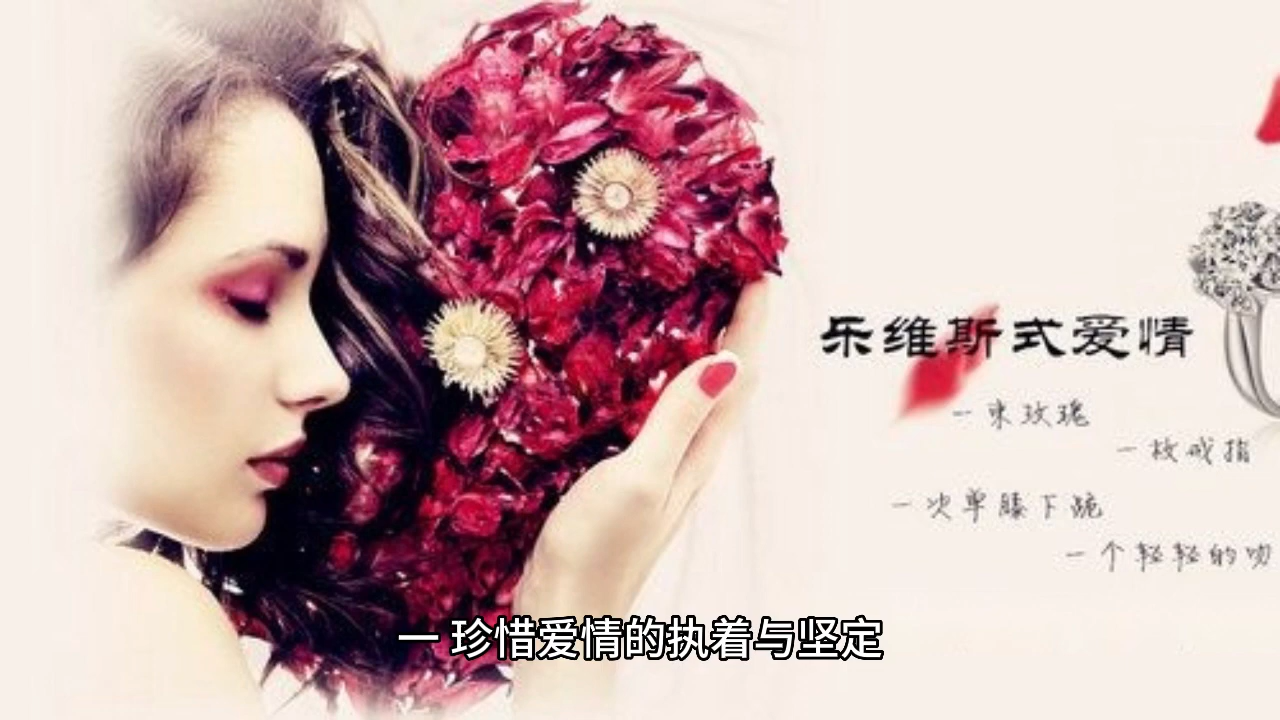 乐维斯式爱情
一束玫瑰
一枚戒指
一次单膝下跪
一个轻轻的吻
一 珍惜爱情的执着与坚定